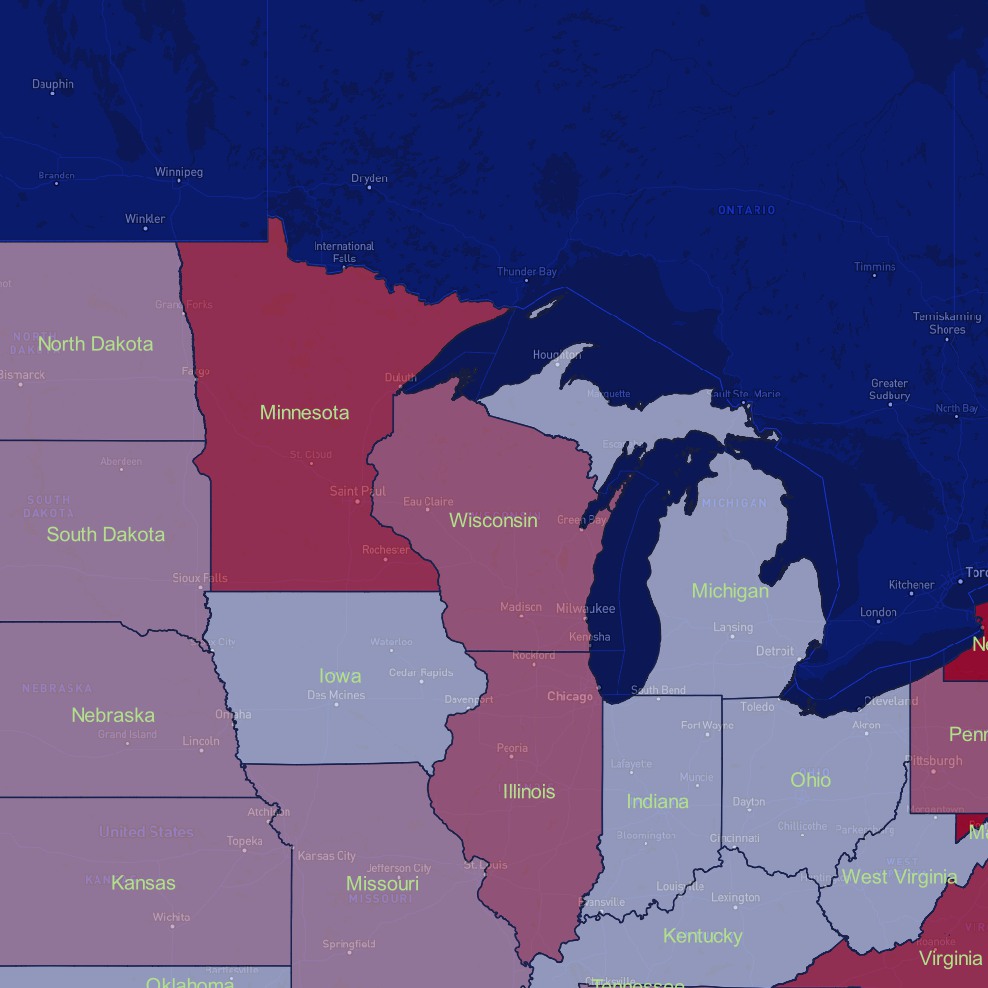 Dauphin
Winnipeg
Brandon
Dryden
Winkler
ONTARIO
International
Falls
Thunder Bay
Timmins
Grand Forks
Temiskaming
Shores
North Dakota
NORTH
Houghton
Bismarck
Fargo
Duluth
Marquette
Sault Ste. Marie
Greater
Sudbury
North Bay
Minnesota
Aberdeen
St. Cloud
Saint Paul
Eau Claire
SOUTH
DAKOTA
MICHIGAN
Wisconsin
Green Bay
South Dakota
Rochester
Sioux Falls
Kitchener
Michigan
Madison
Milwaukee
London
Lansing
Kenosha
Waterloo
Detroit
Rockford
Iowa
Cedar Rapids
NEBRASKA
Des Moines
Davenport
Chicago
South Bend
Cleveland
Nebraska
Omaha
Toledo
Grand Island
Lincoln
Fort Wayne
Akron
Peoria
Lafayette
Pittsburgh
Muncie
Ohio
Illinois
Indiana
Dayton
Atchison
Chillicothe
Parkersburg
Morgantown
United States
Topeka
Bloomington
Cincinnati
Kansas City
Jefferson City
St. Louis
WEST
Kansas
Missouri
MISSOURI
Louisville
Lexington
West Virginia
Evansville
Wichita
Springfield
Kentucky
Roanoke
Virginia
Bartlesville
Oklahoma
Clarksville
Tennessee